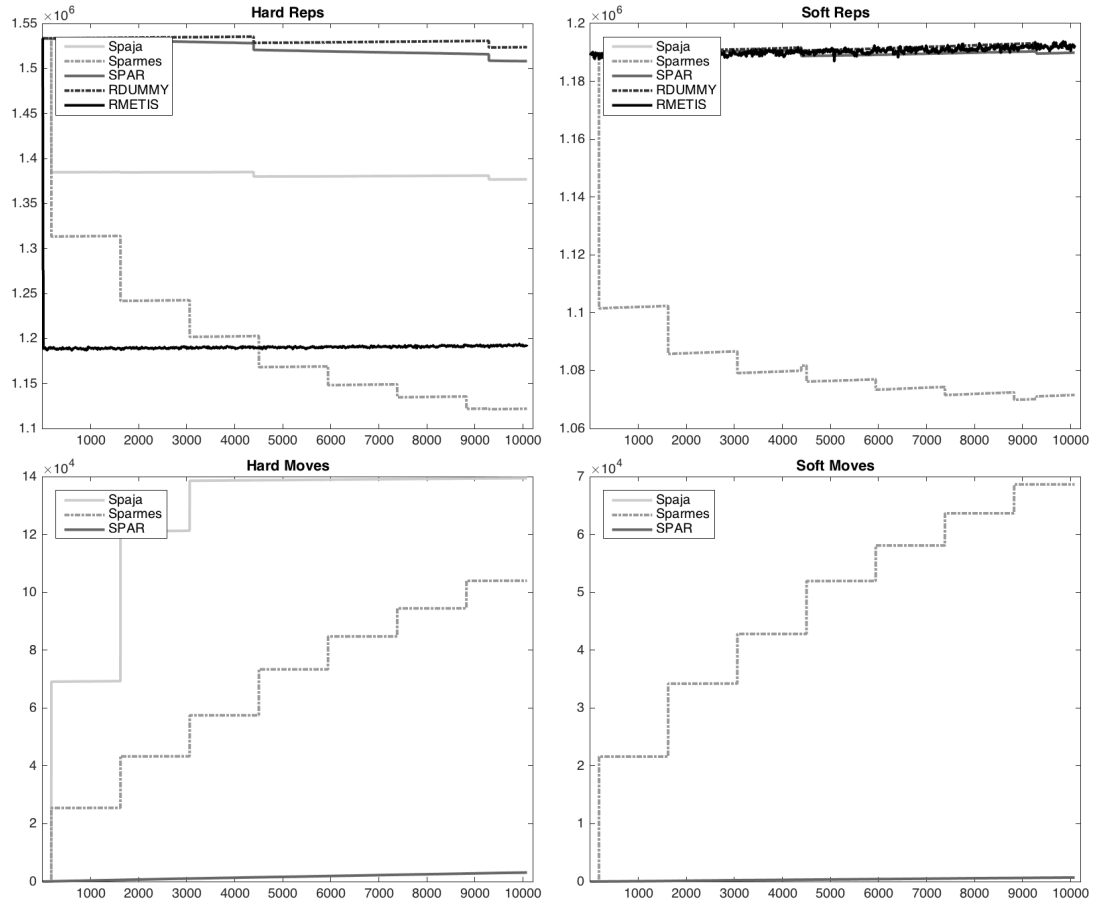 Hard Reps
×10^6
1.55
1.5
1.45
1.4
1.35
1.3
1.25
1.2
1.15
1.1
Spaja
Sparmes
SPAR
RDUMMY
RMETIS
1000 2000 3000 4000 5000 6000 7000 8000 9000 10000
Soft Reps
×10^6
1.2
1.18
1.16
1.14
1.12
1.1
1.08
1.06
Spaja
Sparmes
SPAR
RDUMMY
RMETIS
1000 2000 3000 4000 5000 6000 7000 8000 9000 10000
Hard Moves
×10^4
14
12
10
8
6
4
2
0
Spaja
Sparmes
SPAR
1000 2000 3000 4000 5000 6000 7000 8000 9000 10000
Soft Moves
×10^4
7
6
5
4
3
2
1
0
Spaja
Sparmes
SPAR
1000 2000 3000 4000 5000 6000 7000 8000 9000 10000